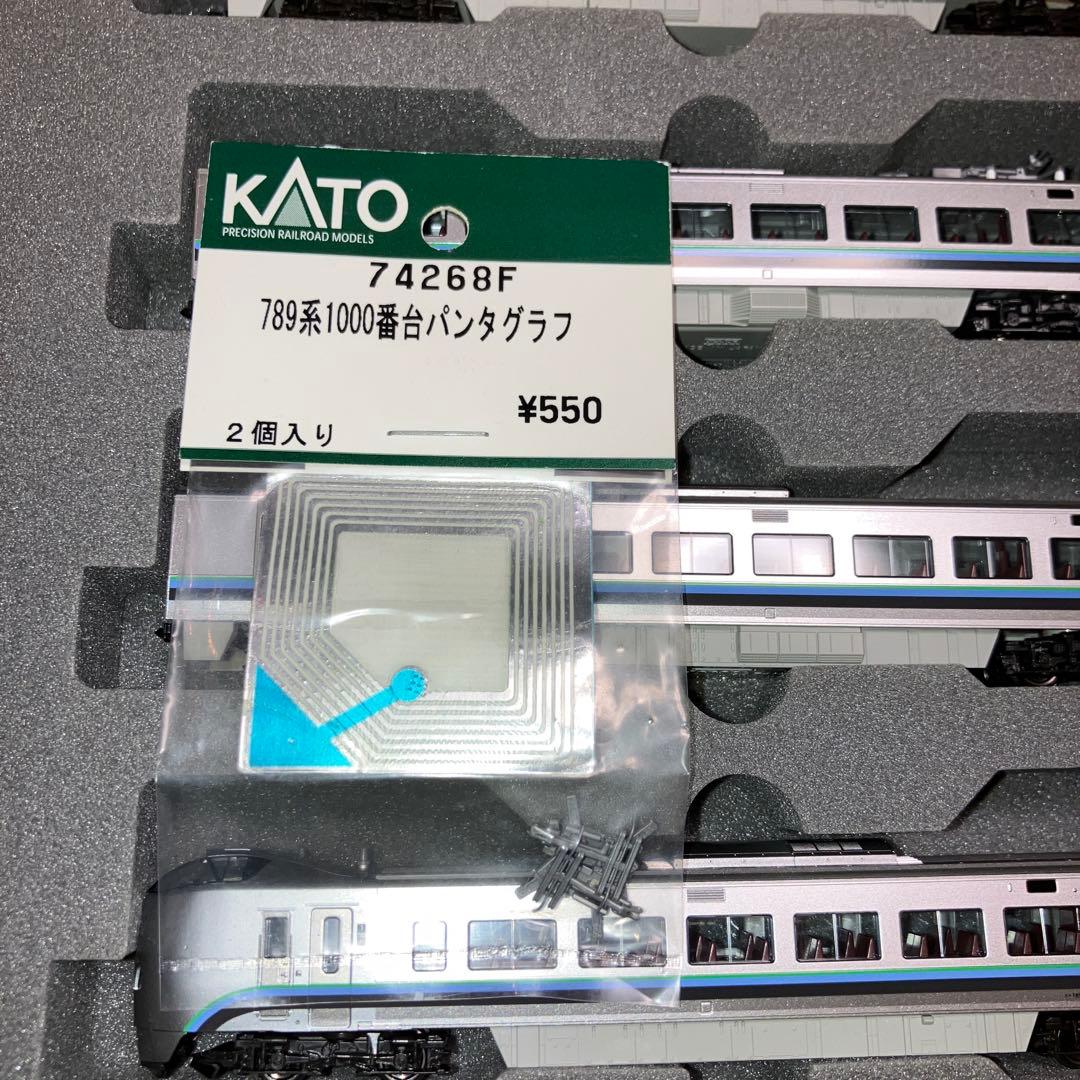 KATO
PRECISION RAILROAD MODELS
74268F
789系1000番台パンタグラフ
¥550
2個入り